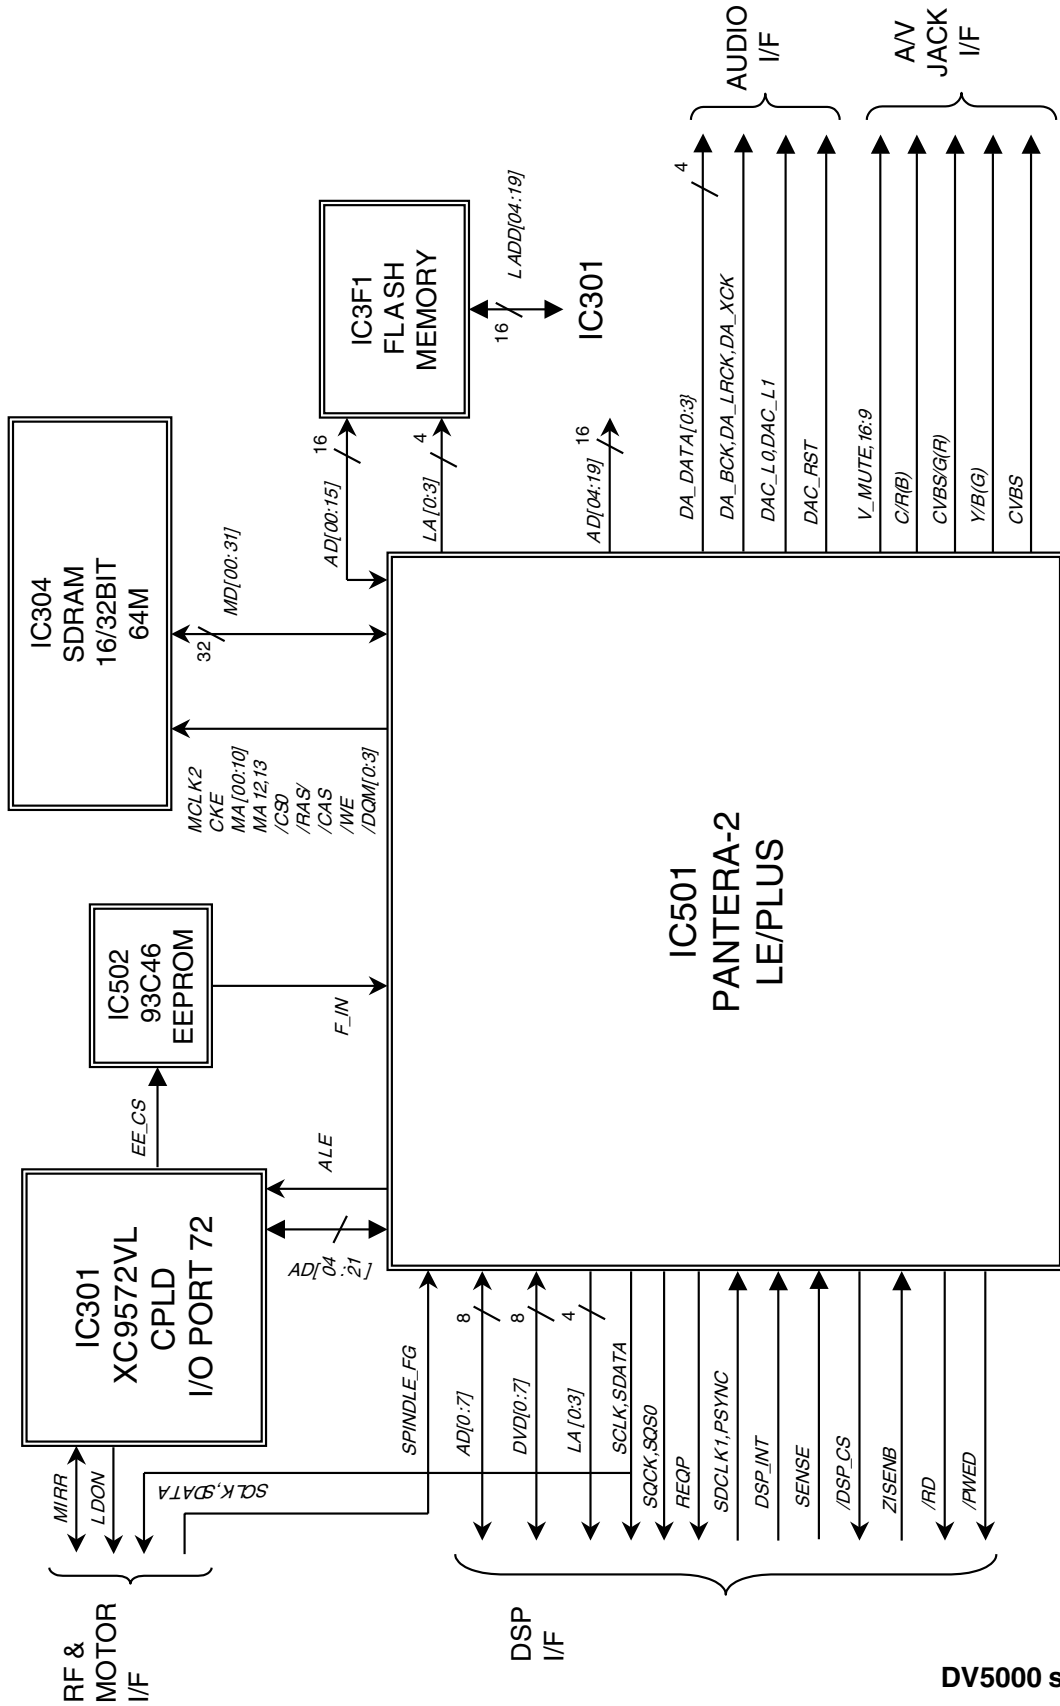 RF &
MOTOR
I/F
MIRR
LDON
SCLK,SDATA
IC301
XC9572VL
CPLD
I/O PORT 72
EE_CS
IC502
93C46
EEPROM
IC304
SDRAM
16/32BIT
64M
MCLK2
CKE
MA[00:10]
MA12,13
/CS0
/RAS/
/CAS
/WE
/DQM[0:3]
32
MD[00:31]
AD[04:21]
ALE
F_IN
AD[00:15]
16
LA[0:3]
4
IC3F1
FLASH
MEMORY
16
LADD[04:19]
IC301
AD[04:19]
16
SPINDLE_FG
DSP
I/F
AD[0:7]
8
DVD[0:7]
8
LA[0:3]
4
SCLK,SDATA
SQCK,SQS0
REQP
SDCLK1,PSYNC
DSP_INT
SENSE
/DSP_CS
ZISENB
/RD
/PWED
IC501
PANTERA-2
LE/PLUS
DA_DATA[0:3}
4
DA_BCK,DA_LRCK,DA_XCK
DAC_L0,DAC_L1
DAC_RST
AUDIO
I/F
V_MUTE,16:9
C/R(B)
CVBS/G(R)
Y/B(G)
CVBS
A/V
JACK
I/F
DV5000 s